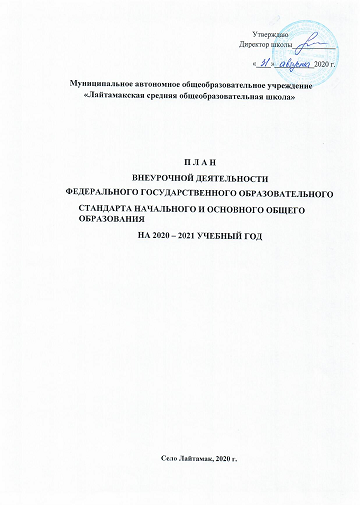 Утверждаю
Директор школы
« 31 » августа 2020 г.
Муниципальное автономное общеобразовательное учреждение
«Лайтамакская средняя общеобразовательная школа»
П Л А Н
ВНЕУРОЧНОЙ ДЕЯТЕЛЬНОСТИ
ФЕДЕРАЛЬНОГО ГОСУДАРСТВЕННОГО ОБРАЗОВАТЕЛЬНОГО
СТАНДАРТА НАЧАЛЬНОГО И ОСНОВНОГО ОБЩЕГО
ОБРАЗОВАНИЯ
НА 2020 – 2021 УЧЕБНЫЙ ГОД
Село Лайтамак, 2020 г.